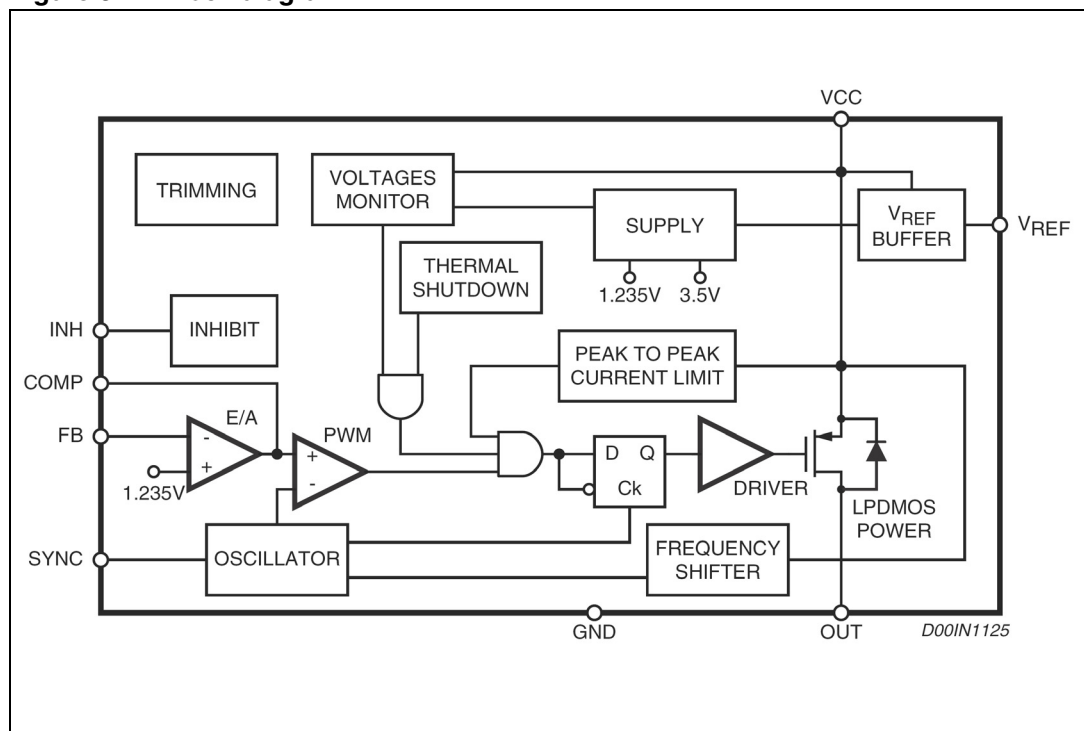 VCC
TRIMMING
VOLTAGES
MONITOR
SUPPLY
VREF
BUFFER
VREF
THERMAL
SHUTDOWN
1.235V
3.5V
INH
INHIBIT
PEAK TO PEAK
CURRENT LIMIT
COMP
E/A
FB
-
+
1.235V
PWM
+
-
D
Q
Ck
DRIVER
LPDMOS
POWER
SYNC
OSCILLATOR
FREQUENCY
SHIFTER
GND
OUT
D00IN1125